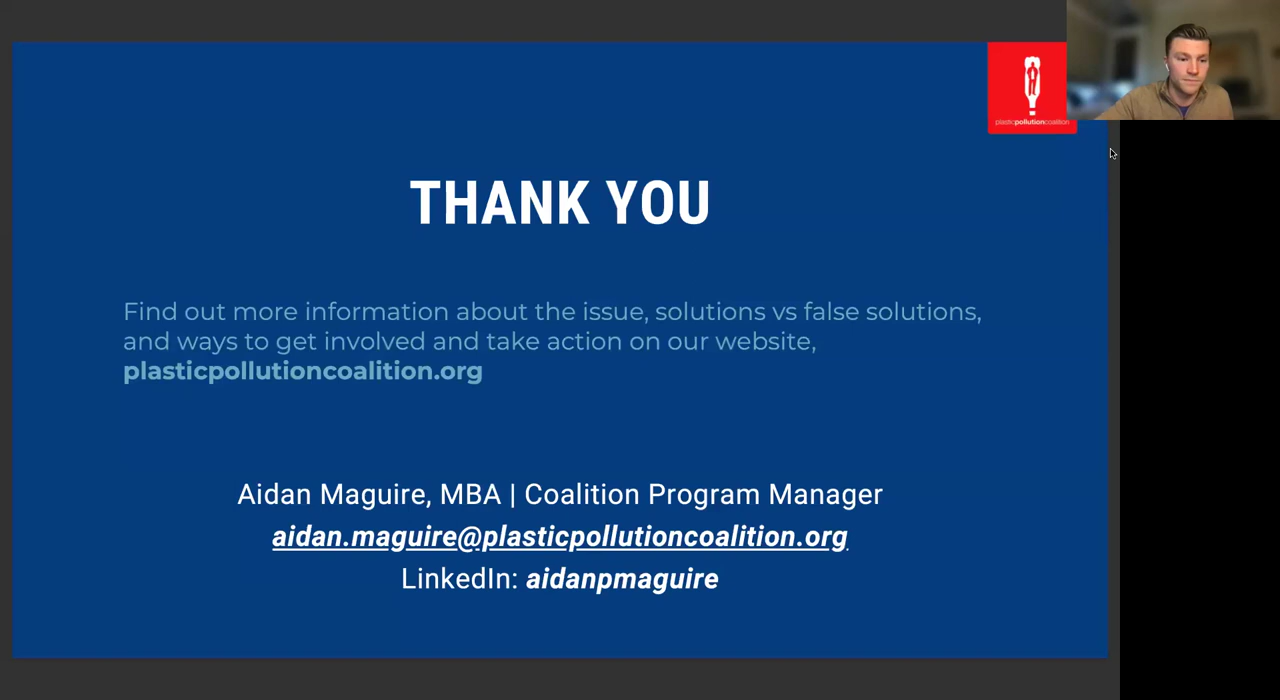 plasticpollutioncoalition
THANK YOU
Find out more information about the issue, solutions vs false solutions,
and ways to get involved and take action on our website,
plasticpollutioncoalition.org
Aidan Maguire, MBA | Coalition Program Manager
aidan.maguire@plasticpollutioncoalition.org
LinkedIn: aidanpmaguire